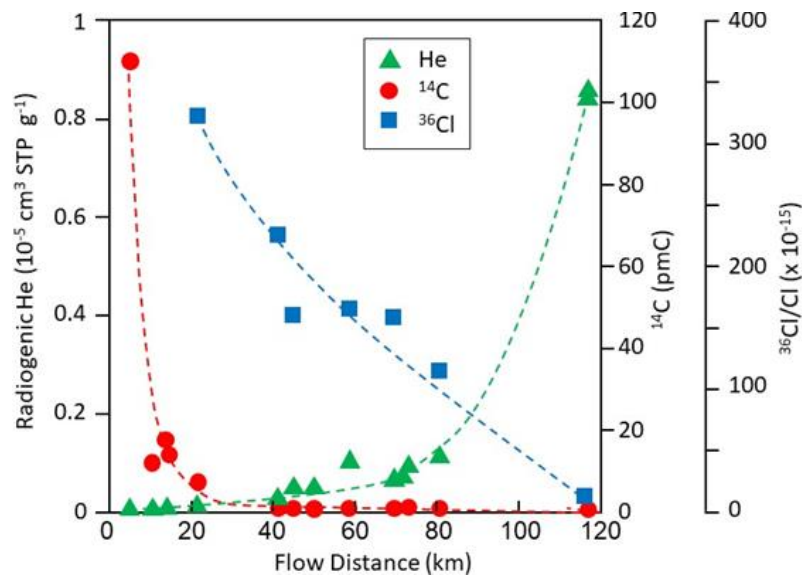 1
0.8
0.6
0.4
0.2
0
Radiogenic He (10⁻⁵ cm³ STP g⁻¹)
He
¹⁴C
³⁶Cl
120
100
80
60
40
20
0
¹⁴C (pmC)
400
300
200
100
0
³⁶Cl/Cl (x 10⁻¹⁵)
0 20 40 60 80 100 120
Flow Distance (km)